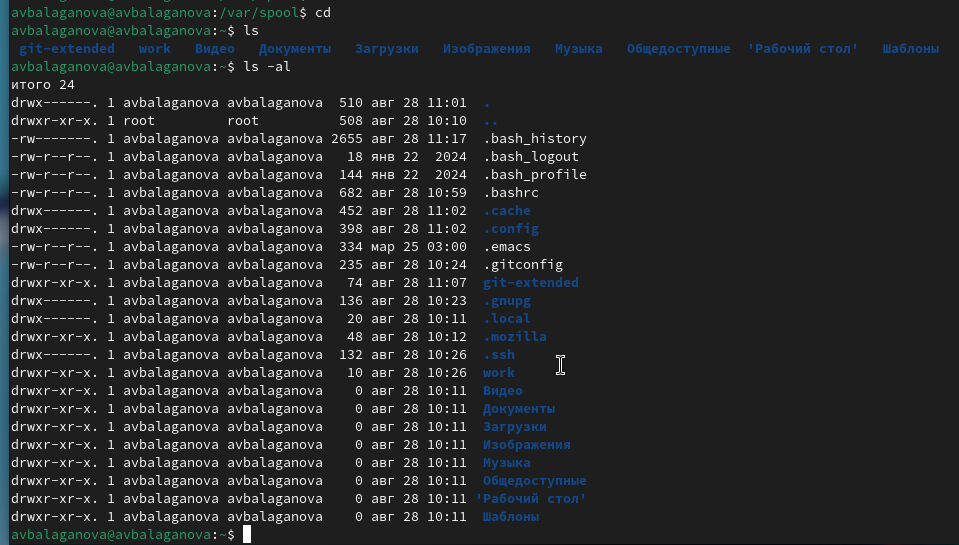 avbalaganova@avbalaganova:/var/spool$ cd
avbalaganova@avbalaganova:~$ ls
git-extended work Видео Документы Загрузки Изображения Музыка Общедоступные 'Рабочий стол' Шаблоны
avbalaganova@avbalaganova:~$ ls -al
итого 24
drwx------. 1 avbalaganova avbalaganova 510 авг 28 11:01 .
drwxr-xr-x. 1 root root 508 авг 28 10:10 ..
-rw-------. 1 avbalaganova avbalaganova 2655 авг 28 11:17 .bash_history
-rw-r--r--. 1 avbalaganova avbalaganova 18 янв 22 2024 .bash_logout
-rw-r--r--. 1 avbalaganova avbalaganova 144 янв 22 2024 .bash_profile
-rw-r--r--. 1 avbalaganova avbalaganova 682 авг 28 10:59 .bashrc
drwx------. 1 avbalaganova avbalaganova 452 авг 28 11:02 .cache
drwx------. 1 avbalaganova avbalaganova 398 авг 28 11:02 .config
-rw-r--r--. 1 avbalaganova avbalaganova 334 мар 25 03:00 .emacs
-rw-r--r--. 1 avbalaganova avbalaganova 235 авг 28 10:24 .gitconfig
drwxr-xr-x. 1 avbalaganova avbalaganova 74 авг 28 11:07 git-extended
drwx------. 1 avbalaganova avbalaganova 136 авг 28 10:23 .gnupg
drwx------. 1 avbalaganova avbalaganova 20 авг 28 10:11 .local
drwxr-xr-x. 1 avbalaganova avbalaganova 48 авг 28 10:12 .mozilla
drwx------. 1 avbalaganova avbalaganova 132 авг 28 10:26 .ssh
drwxr-xr-x. 1 avbalaganova avbalaganova 10 авг 28 10:26 work
drwxr-xr-x. 1 avbalaganova avbalaganova 0 авг 28 10:11 Видео
drwxr-xr-x. 1 avbalaganova avbalaganova 0 авг 28 10:11 Документы
drwxr-xr-x. 1 avbalaganova avbalaganova 0 авг 28 10:11 Загрузки
drwxr-xr-x. 1 avbalaganova avbalaganova 0 авг 28 10:11 Изображения
drwxr-xr-x. 1 avbalaganova avbalaganova 0 авг 28 10:11 Музыка
drwxr-xr-x. 1 avbalaganova avbalaganova 0 авг 28 10:11 Общедоступные
drwxr-xr-x. 1 avbalaganova avbalaganova 0 авг 28 10:11 'Рабочий стол'
drwxr-xr-x. 1 avbalaganova avbalaganova 0 авг 28 10:11 Шаблоны
avbalaganova@avbalaganova:~$